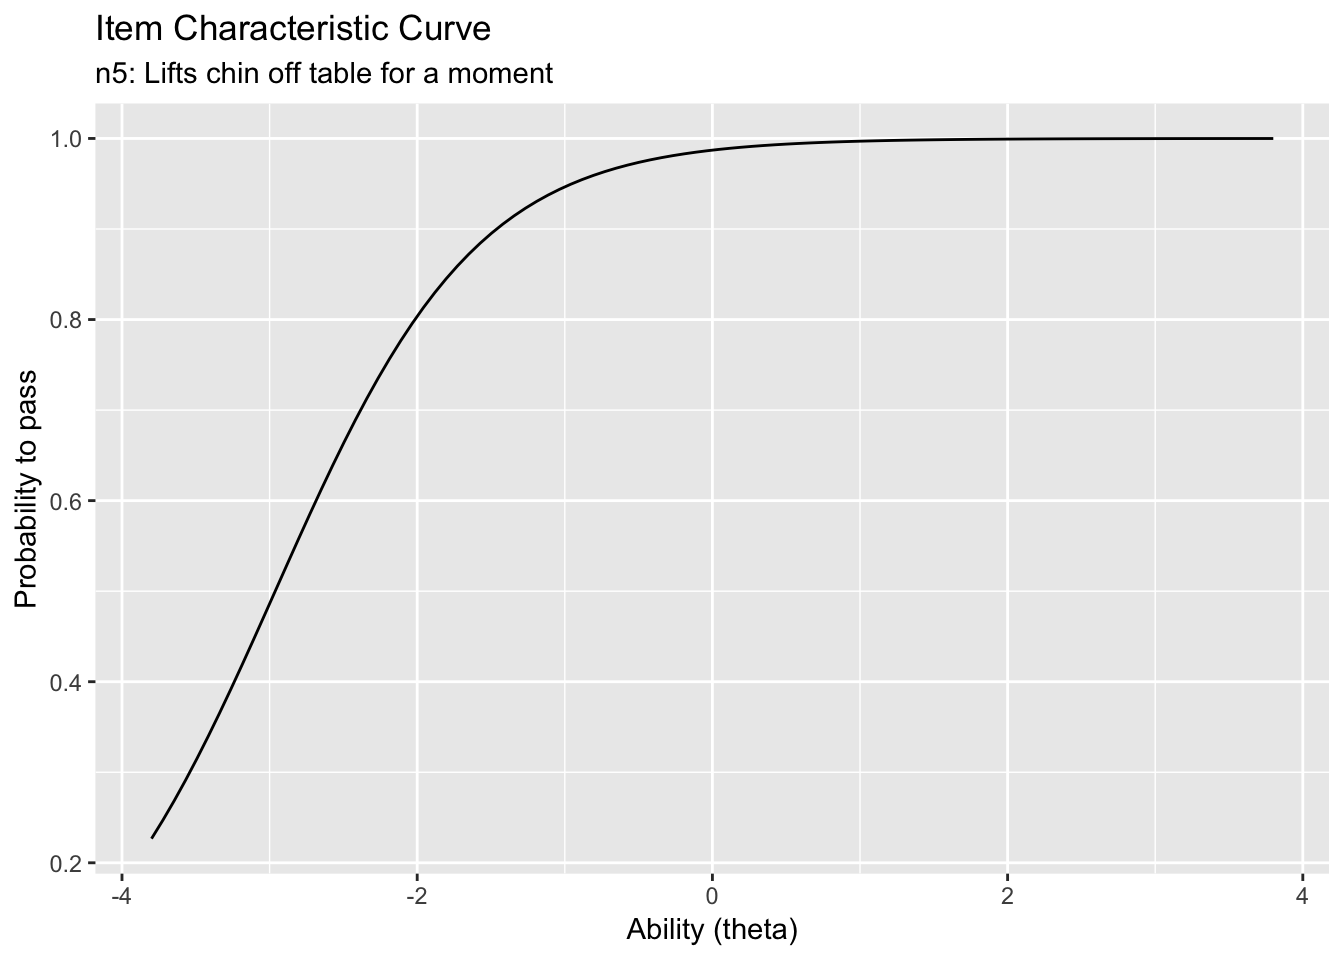 Item Characteristic Curve
n5: Lifts chin off table for a moment
Probability to pass
1.0
0.8
0.6
0.4
0.2
-4
-2
0
2
4
Ability (theta)